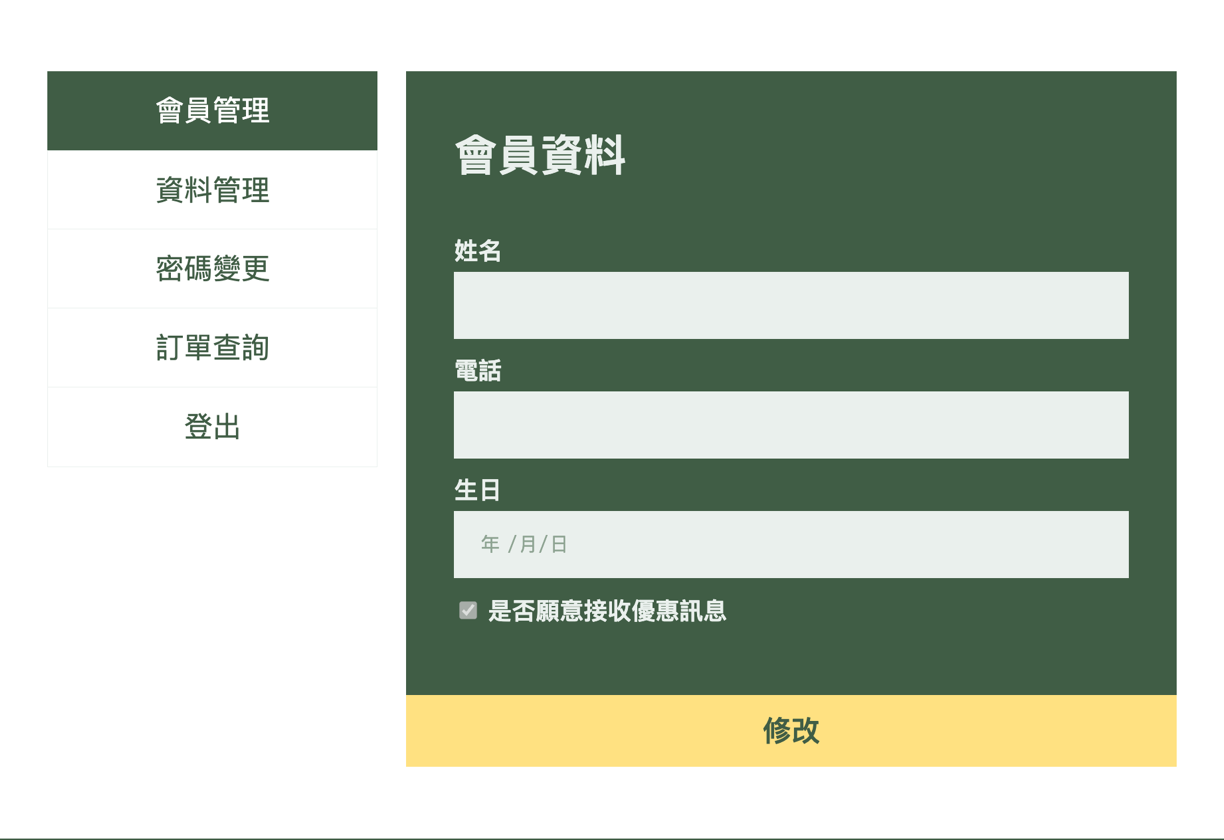 會員管理
資料管理
密碼變更
訂單查詢
登出
會員資料
姓名
電話
生日
年 /月/日
是否願意接收優惠訊息
修改